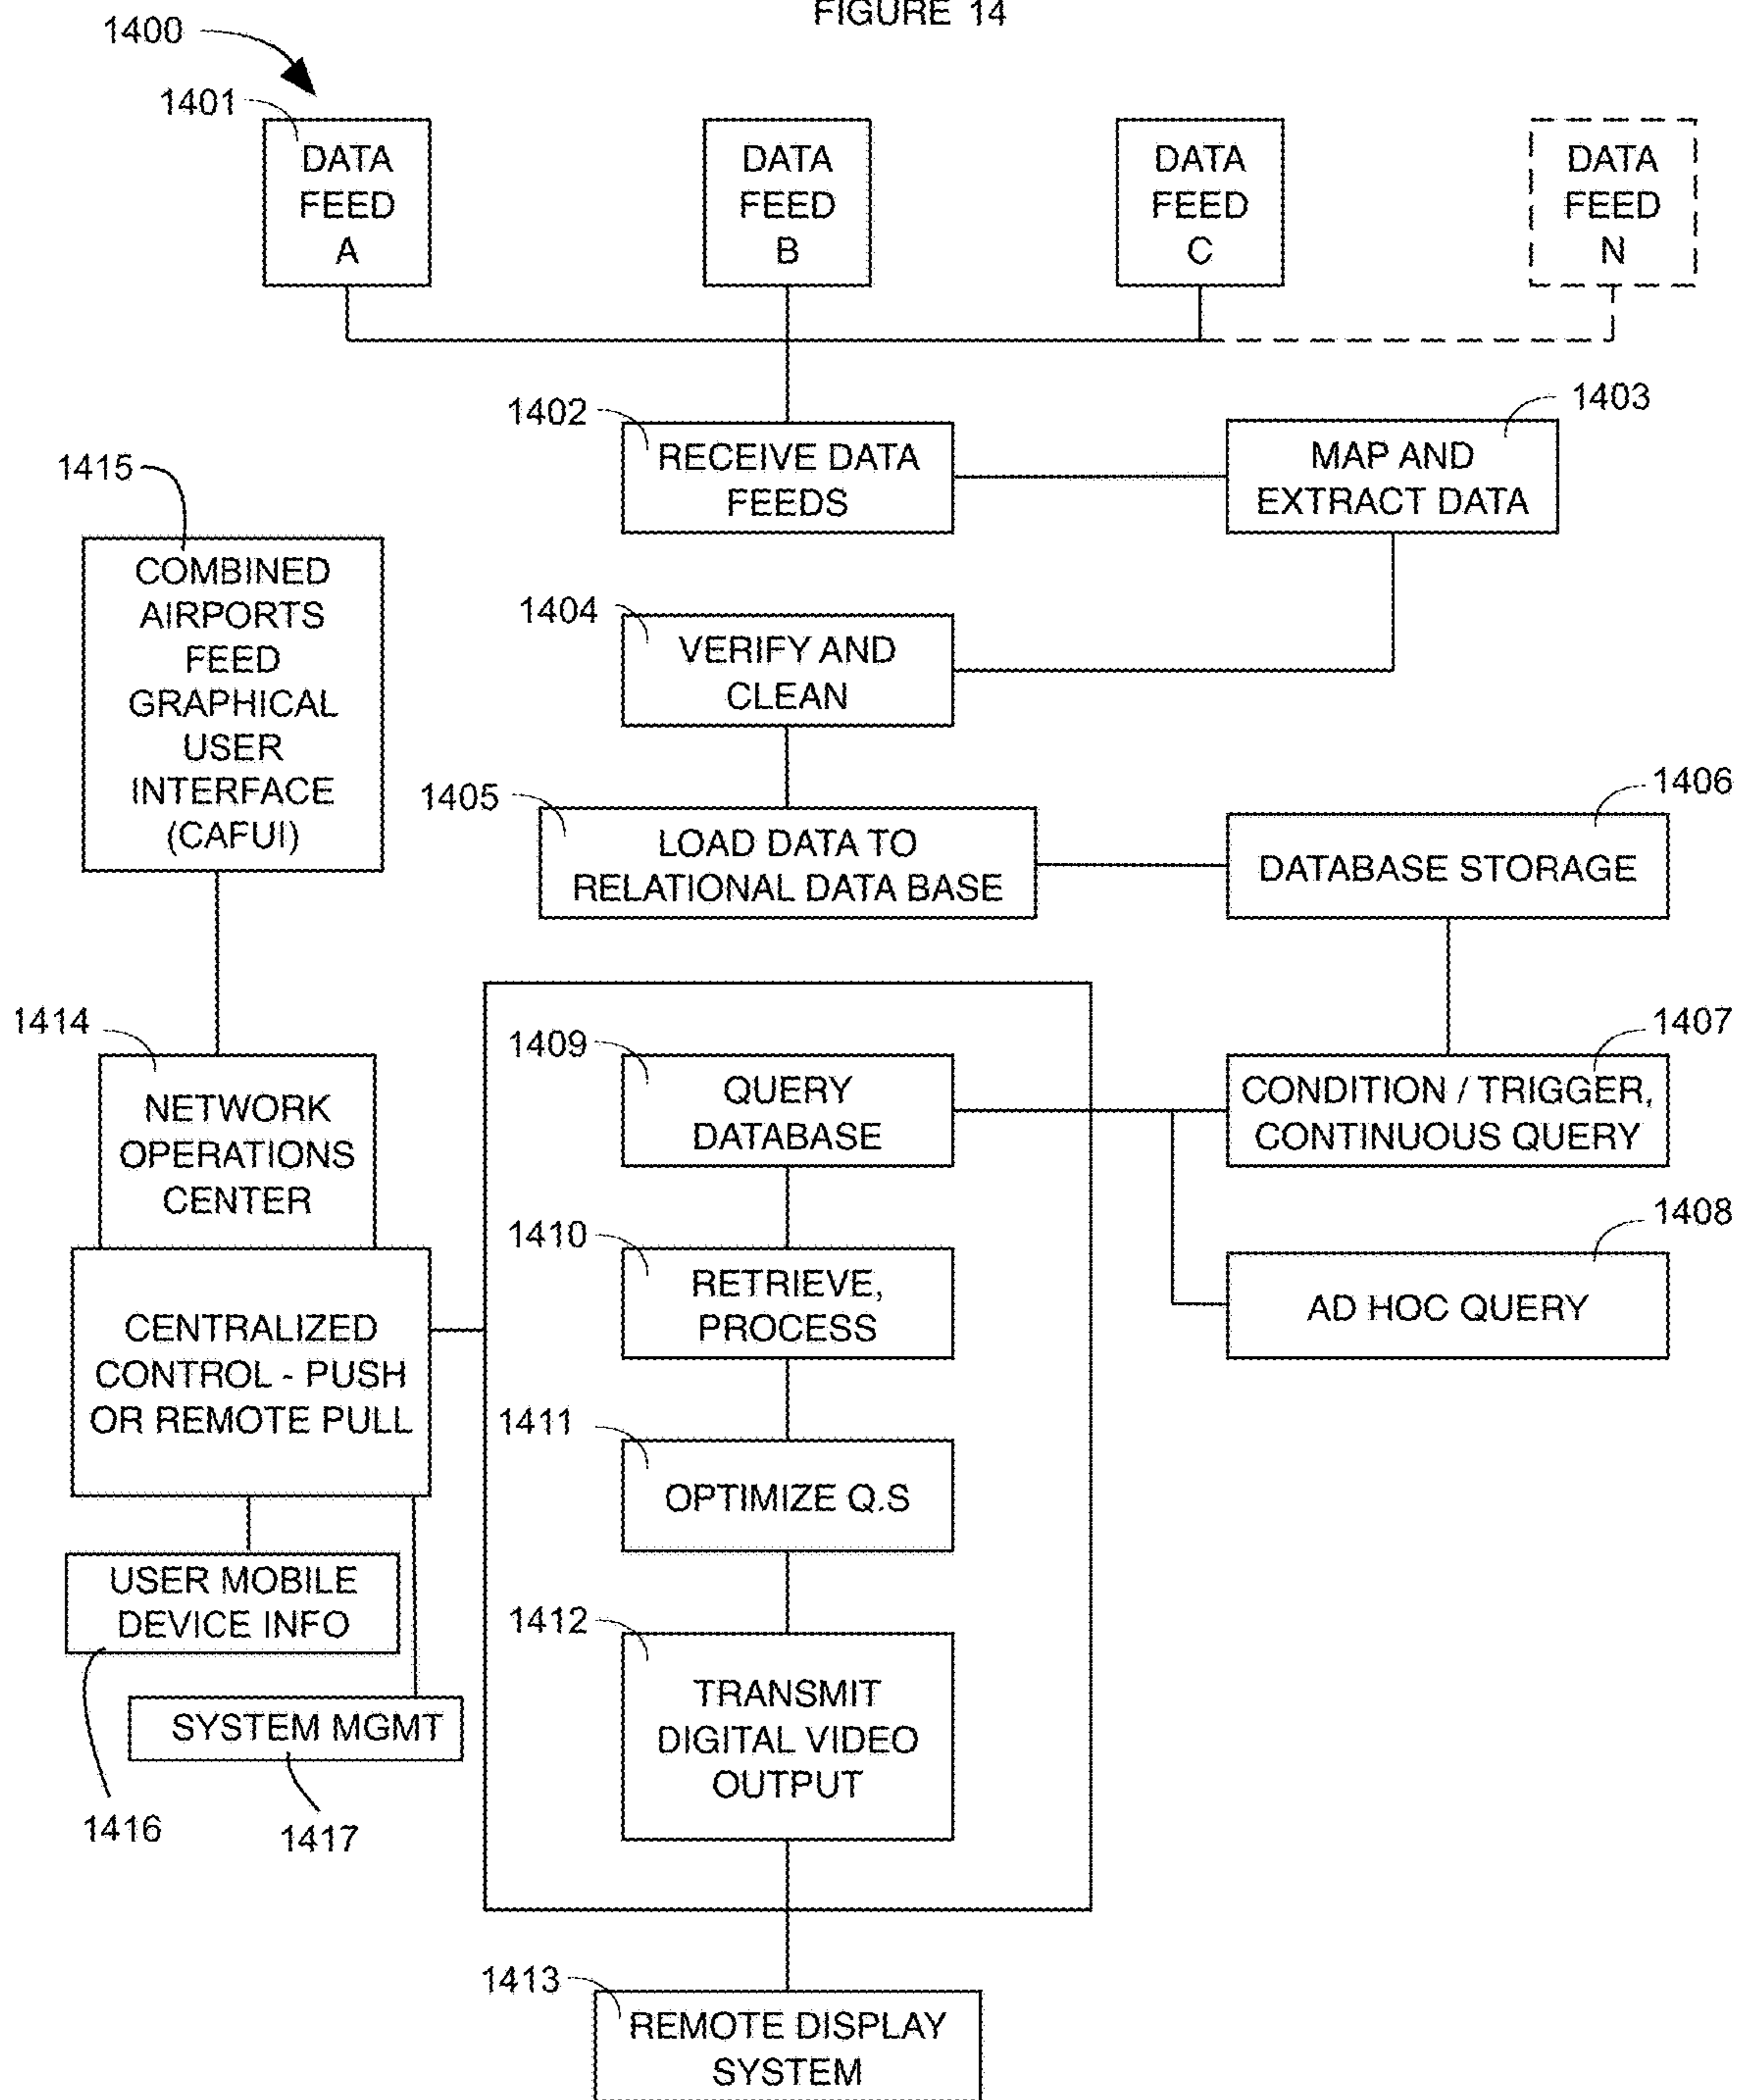 FIGURE 14
1400
1401
DATA
FEED
A
DATA
FEED
B
DATA
FEED
C
DATA
FEED
N
1402
RECEIVE DATA
FEEDS
1403
MAP AND
EXTRACT DATA
1415
COMBINED
AIRPORTS
FEED
GRAPHICAL
USER
INTERFACE
(CAFUI)
1404
VERIFY AND
CLEAN
1405
LOAD DATA TO
RELATIONAL DATA BASE
1406
DATABASE STORAGE
1414
NETWORK
OPERATIONS
CENTER
CENTRALIZED
CONTROL - PUSH
OR REMOTE PULL
1409
QUERY
DATABASE
1407
CONDITION / TRIGGER,
CONTINUOUS QUERY
1408
AD HOC QUERY
1410
RETRIEVE,
PROCESS
1411
OPTIMIZE Q.S
1412
TRANSMIT
DIGITAL VIDEO
OUTPUT
USER MOBILE
DEVICE INFO
SYSTEM MGMT
1416
1417
1413
REMOTE DISPLAY
SYSTEM